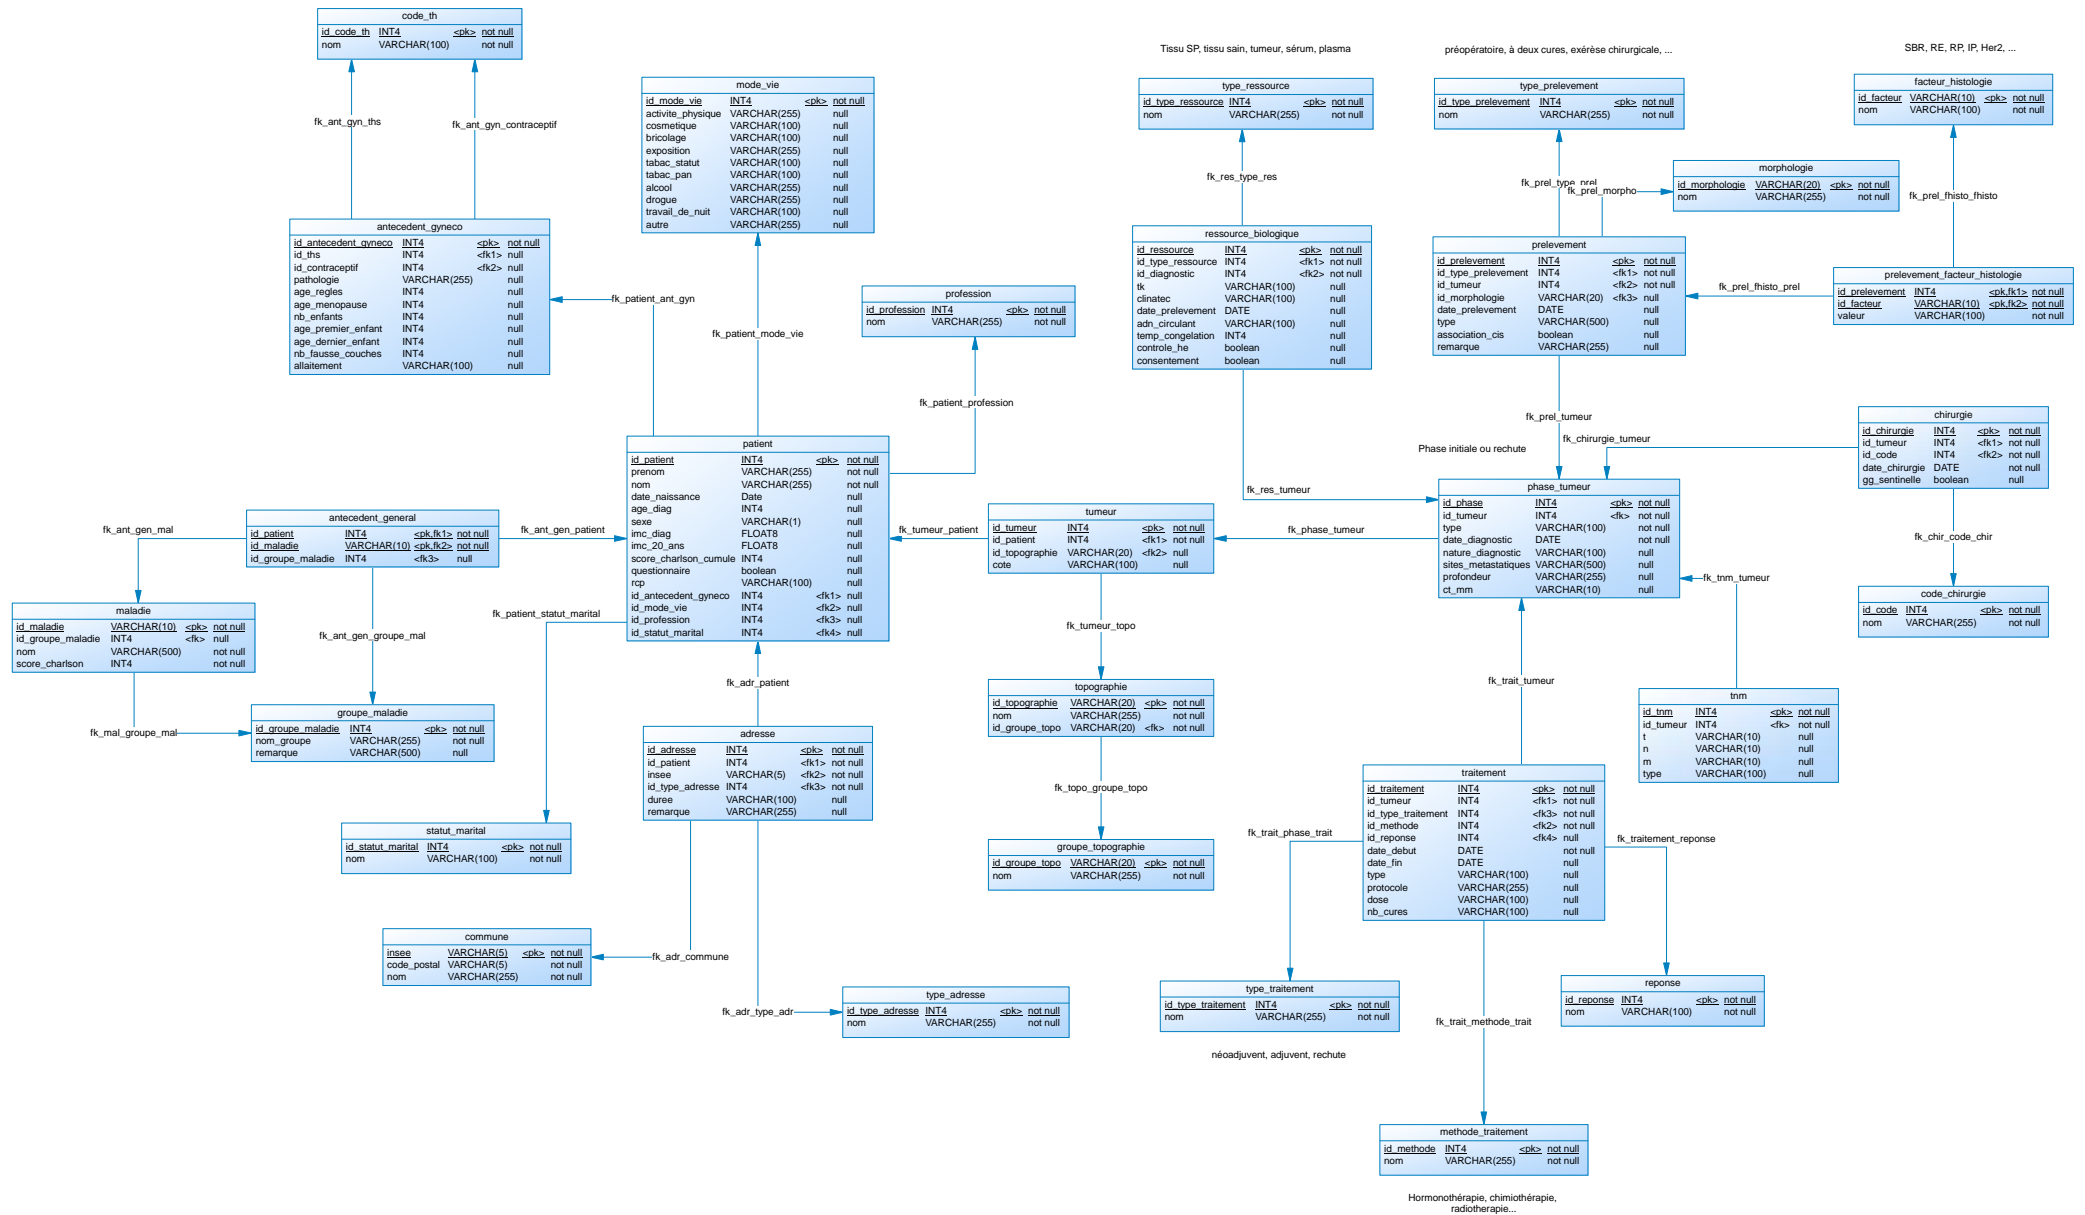 code_th
id_code_th INT4 <pk> not null
nom VARCHAR(100) not null
fk_ant_gyn_ths
fk_ant_gyn_contraceptif
antecedent_gyneco
id_antecedent_gyneco INT4 <pk> not null
id_ths INT4 <fk1> null
id_contraceptif INT4 <fk2> null
pathologie VARCHAR(255) null
age_regles INT4 null
age_menopause INT4 null
nb_enfants INT4 null
age_premier_enfant INT4 null
age_dernier_enfant INT4 null
nb_fausse_couches INT4 null
allaitement VARCHAR(100) null
mode_vie
id_mode_vie INT4 <pk> not null
activite_physique VARCHAR(255) null
cosmetique VARCHAR(100) null
bricolage VARCHAR(100) null
exposition VARCHAR(255) null
tabac_statut VARCHAR(100) null
tabac_pan VARCHAR(100) null
alcool VARCHAR(255) null
drogue VARCHAR(255) null
travail_de_nuit VARCHAR(100) null
autre VARCHAR(255) null
fk_patient_ant_gyn
fk_patient_mode_vie
profession
id_profession INT4 <pk> not null
nom VARCHAR(255) not null
fk_patient_profession
patient
id_patient INT4 <pk> not null
prenom VARCHAR(255) not null
nom VARCHAR(255) not null
date_naissance Date null
age_diag INT4 null
sexe VARCHAR(1) null
imc_diag FLOAT8 null
imc_20_ans FLOAT8 null
score_charlson_cumule INT4 null
questionnaire boolean null
rcp VARCHAR(100) null
id_antecedent_gyneco INT4 <fk1> null
id_mode_vie INT4 <fk2> null
id_profession INT4 <fk3> null
id_statut_marital INT4 <fk4> null
fk_ant_gen_mal
antecedent_general
id_patient INT4 <pk,fk1> not null
id_maladie VARCHAR(10) <pk,fk2> not null
id_groupe_maladie INT4 <fk3> null
fk_ant_gen_patient
maladie
id_maladie VARCHAR(10) <pk> not null
id_groupe_maladie INT4 <fk> null
nom VARCHAR(500) not null
score_charlson INT4 not null
fk_ant_gen_groupe_mal
fk_patient_statut_marital
fk_mal_groupe_mal
groupe_maladie
id_groupe_maladie INT4 <pk> not null
nom_groupe VARCHAR(255) not null
remarque VARCHAR(500) null
fk_adr_patient
adresse
id_adresse INT4 <pk> not null
id_patient INT4 <fk1> not null
insee VARCHAR(5) <fk2> not null
id_type_adresse INT4 <fk3> not null
duree VARCHAR(100) null
remarque VARCHAR(255) null
statut_marital
id_statut_marital INT4 <pk> not null
nom VARCHAR(100) not null
commune
insee VARCHAR(5) <pk> not null
code_postal VARCHAR(5) not null
nom VARCHAR(255) not null
fk_adr_commune
fk_adr_type_adr
type_adresse
id_type_adresse INT4 <pk> not null
nom VARCHAR(255) not null
fk_tumeur_patient
tumeur
id_tumeur INT4 <pk> not null
id_patient INT4 <fk1> not null
id_topographie VARCHAR(20) <fk2> null
cote VARCHAR(100) null
fk_phase_tumeur
fk_tumeur_topo
topographie
id_topographie VARCHAR(20) <pk> not null
nom VARCHAR(255) not null
id_groupe_topo VARCHAR(20) <fk> not null
fk_topo_groupe_topo
groupe_topographie
id_groupe_topo VARCHAR(20) <pk> not null
nom VARCHAR(255) not null
Tissu SP, tissu sain, tumeur, sérum, plasma
type_ressource
id_type_ressource INT4 <pk> not null
nom VARCHAR(255) not null
fk_res_type_res
ressource_biologique
id_ressource INT4 <pk> not null
id_type_ressource INT4 <fk1> not null
id_diagnostic INT4 <fk2> not null
tk VARCHAR(100) null
clinatec VARCHAR(100) null
date_prelevement DATE null
adn_circulant VARCHAR(100) null
temp_congelation INT4 null
controle_he boolean null
consentement boolean null
fk_res_tumeur
préopératoire, à deux cures, exérèse chirurgicale, ...
type_prelevement
id_type_prelevement INT4 <pk> not null
nom VARCHAR(255) not null
fk_prel_type_prel
fk_prel_morpho
morphologie
id_morphologie VARCHAR(20) <pk> not null
nom VARCHAR(255) not null
prelevement
id_prelevement INT4 <pk> not null
id_type_prelevement INT4 <fk1> not null
id_tumeur INT4 <fk2> not null
id_morphologie VARCHAR(20) <fk3> null
date_prelevement DATE null
type VARCHAR(500) null
association_cis boolean null
remarque VARCHAR(255) null
SBR, RE, RP, IP, Her2, ...
facteur_histologie
id_facteur VARCHAR(10) <pk> not null
nom VARCHAR(100) not null
fk_prel_fhisto_fhisto
prelevement_facteur_histologie
id_prelevement INT4 <pk,fk1> not null
id_facteur VARCHAR(10) <pk,fk2> not null
valeur VARCHAR(100) not null
fk_prel_fhisto_prel
fk_prel_tumeur
Phase initiale ou rechute
fk_chirurgie_tumeur
chirurgie
id_chirurgie INT4 <pk> not null
id_tumeur INT4 <fk1> not null
id_code INT4 <fk2> not null
date_chirurgie DATE not null
gg_sentinelle boolean null
fk_chir_code_chir
code_chirurgie
id_code INT4 <pk> not null
nom VARCHAR(255) not null
phase_tumeur
id_phase INT4 <pk> not null
id_tumeur INT4 <fk> not null
type VARCHAR(100) not null
date_diagnostic DATE not null
nature_diagnostic VARCHAR(100) null
sites_metastatiques VARCHAR(500) null
profondeur VARCHAR(255) null
ct_mm VARCHAR(10) null
fk_tnm_tumeur
tnm
id_tnm INT4 <pk> not null
id_tumeur INT4 <fk> not null
t VARCHAR(10) null
n VARCHAR(10) null
m VARCHAR(10) null
type VARCHAR(100) null
fk_trait_tumeur
traitement
id_traitement INT4 <pk> not null
id_tumeur INT4 <fk1> not null
id_type_traitement INT4 <fk3> not null
id_methode INT4 <fk2> not null
id_reponse INT4 <fk4> null
date_debut DATE not null
date_fin DATE null
type VARCHAR(100) null
protocole VARCHAR(255) null
dose VARCHAR(100) null
nb_cures VARCHAR(100) null
fk_trait_phase_trait
fk_traitement_reponse
type_traitement
id_type_traitement INT4 <pk> not null
nom VARCHAR(255) not null
néoadjuvent, adjuvent, rechute
reponse
id_reponse INT4 <pk> not null
nom VARCHAR(100) not null
fk_trait_methode_trait
methode_traitement
id_methode INT4 <pk> not null
nom VARCHAR(255) not null
Hormonothérapie, chimiothérapie,
radiotherapie...